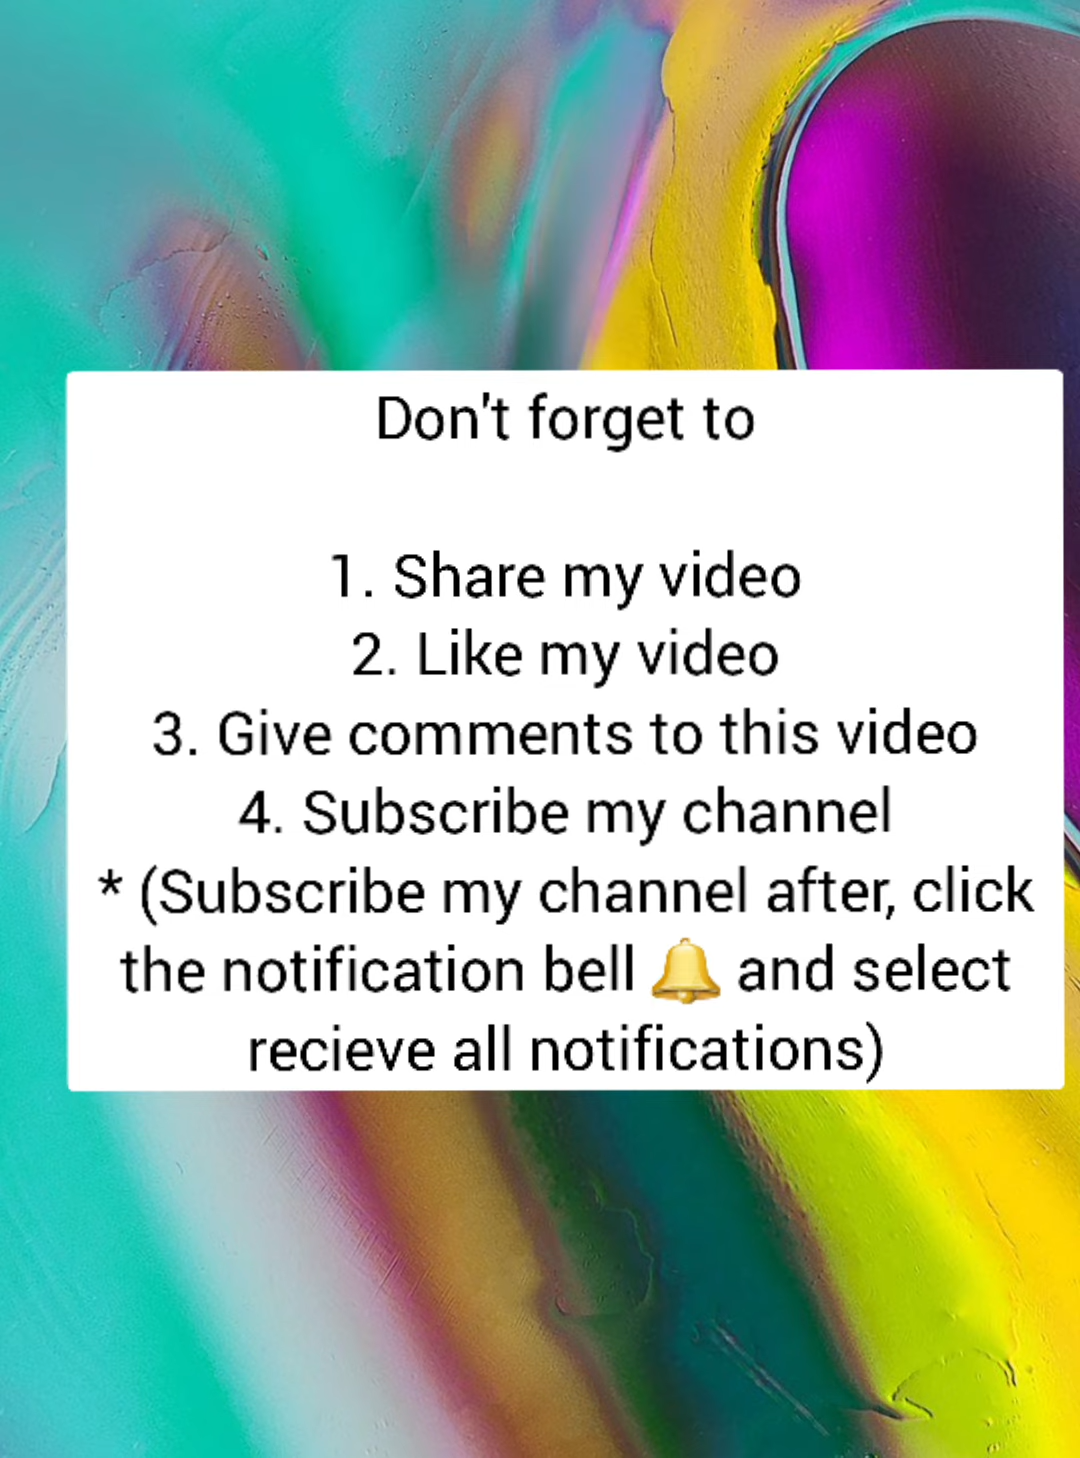 Don't forget to
1. Share my video
2. Like my video
3. Give comments to this video
4. Subscribe my channel
* (Subscribe my channel after, click
the notification bell 🔔 and select
recieve all notifications)